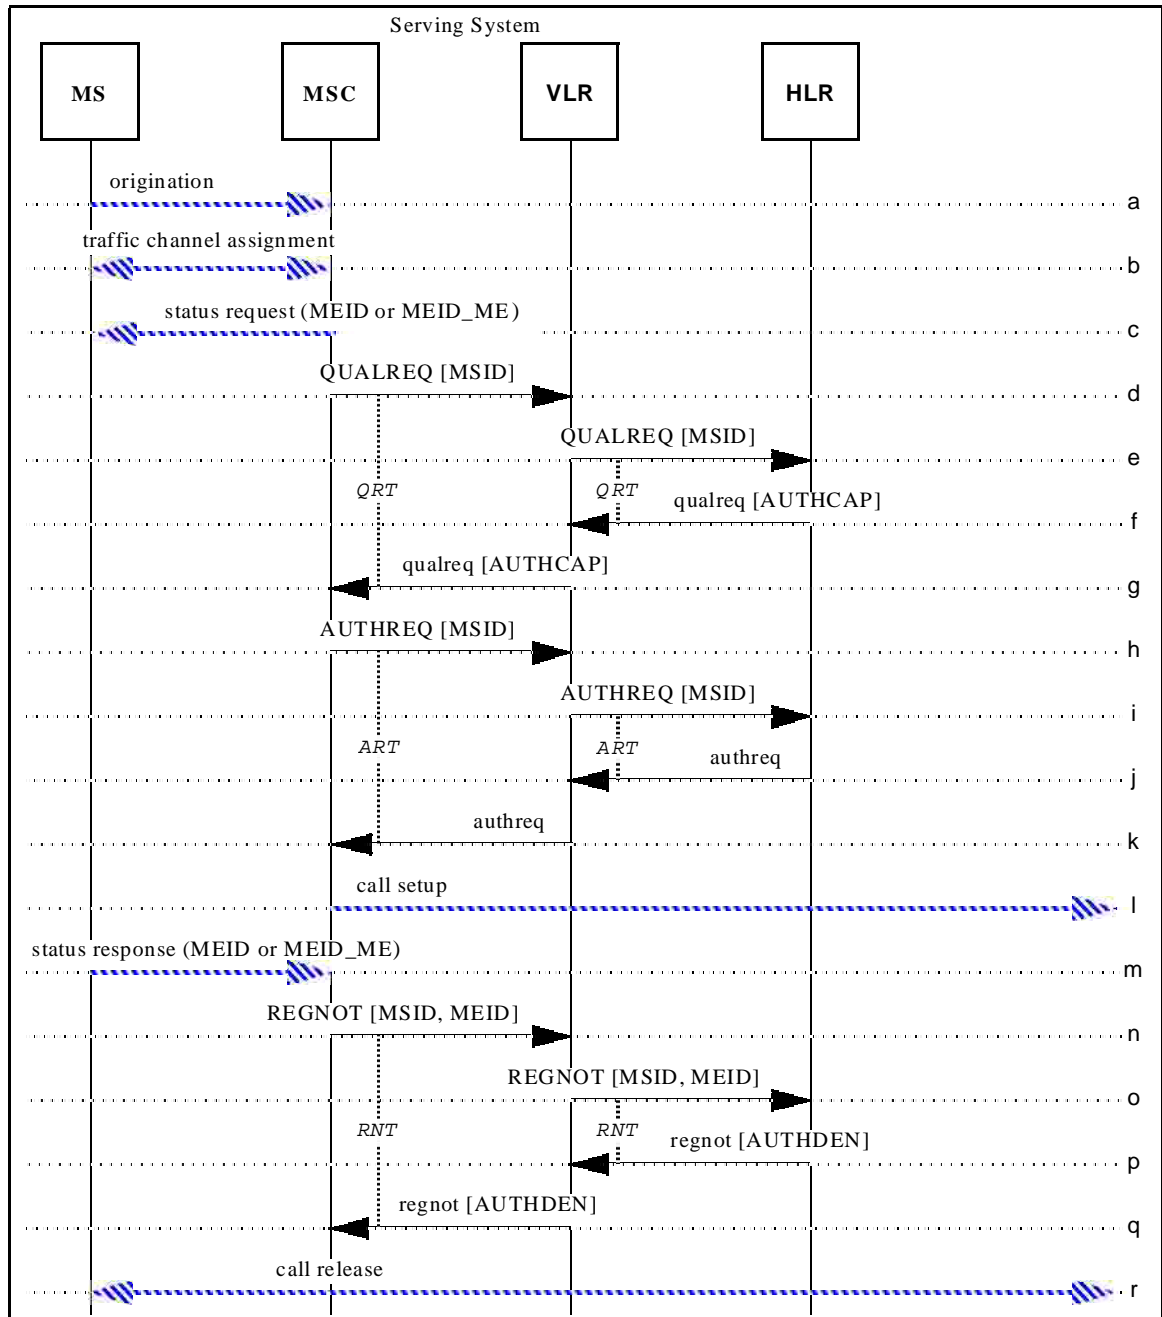 Serving System
MS
MSC
VLR
HLR
origination
a
traffic channel assignment
b
status request (MEID or MEID_ME)
c
QUALREQ [MSID]
d
QUALREQ [MSID]
e
QRT
QRT
qualreq [AUTHCAP]
f
qualreq [AUTHCAP]
g
AUTHREQ [MSID]
h
AUTHREQ [MSID]
i
ART
ART
authreq
j
authreq
k
call setup
l
status response (MEID or MEID_ME)
m
REGNOT [MSID, MEID]
n
REGNOT [MSID, MEID]
o
RNT
RNT
regnot [AUTHDEN]
p
regnot [AUTHDEN]
q
call release
r